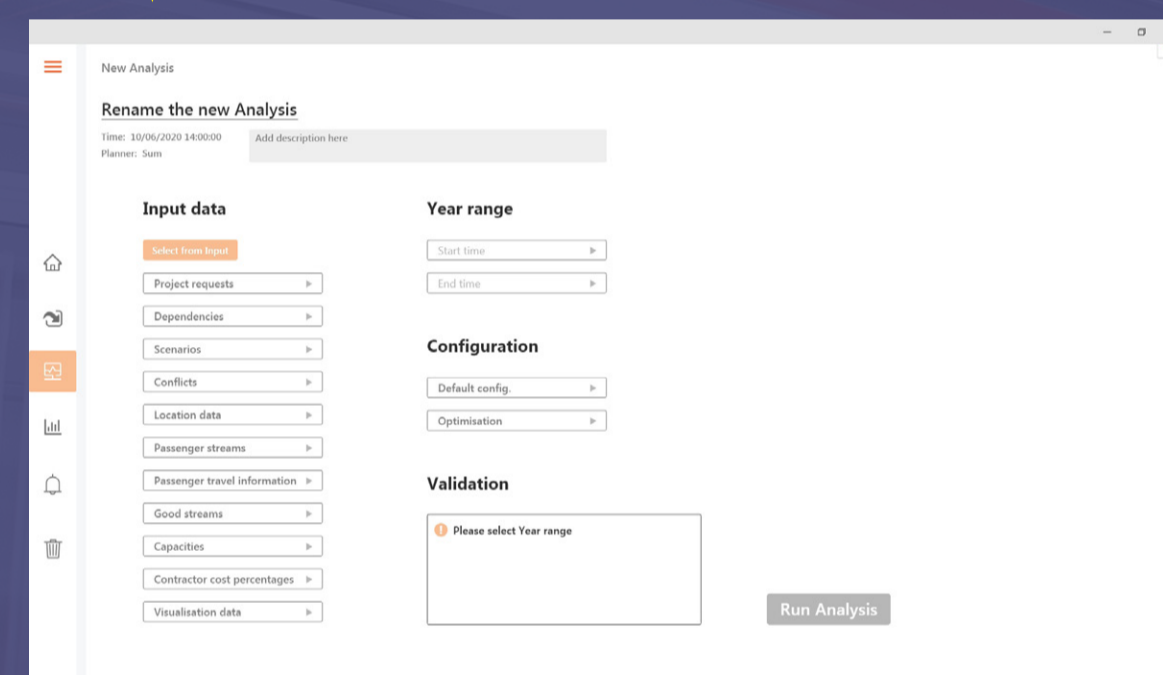 New Analysis
Rename the new Analysis
Time: 10/06/2020 14:00:00
Planner: Sum
Add description here
Input data
Select from Input
Project requests
Dependencies
Scenarios
Conflicts
Location data
Passenger streams
Passenger travel information
Good streams
Capacities
Contractor cost percentages
Visualisation data
Year range
Start time
End time
Configuration
Default config.
Optimisation
Validation
Please select Year range
Run Analysis